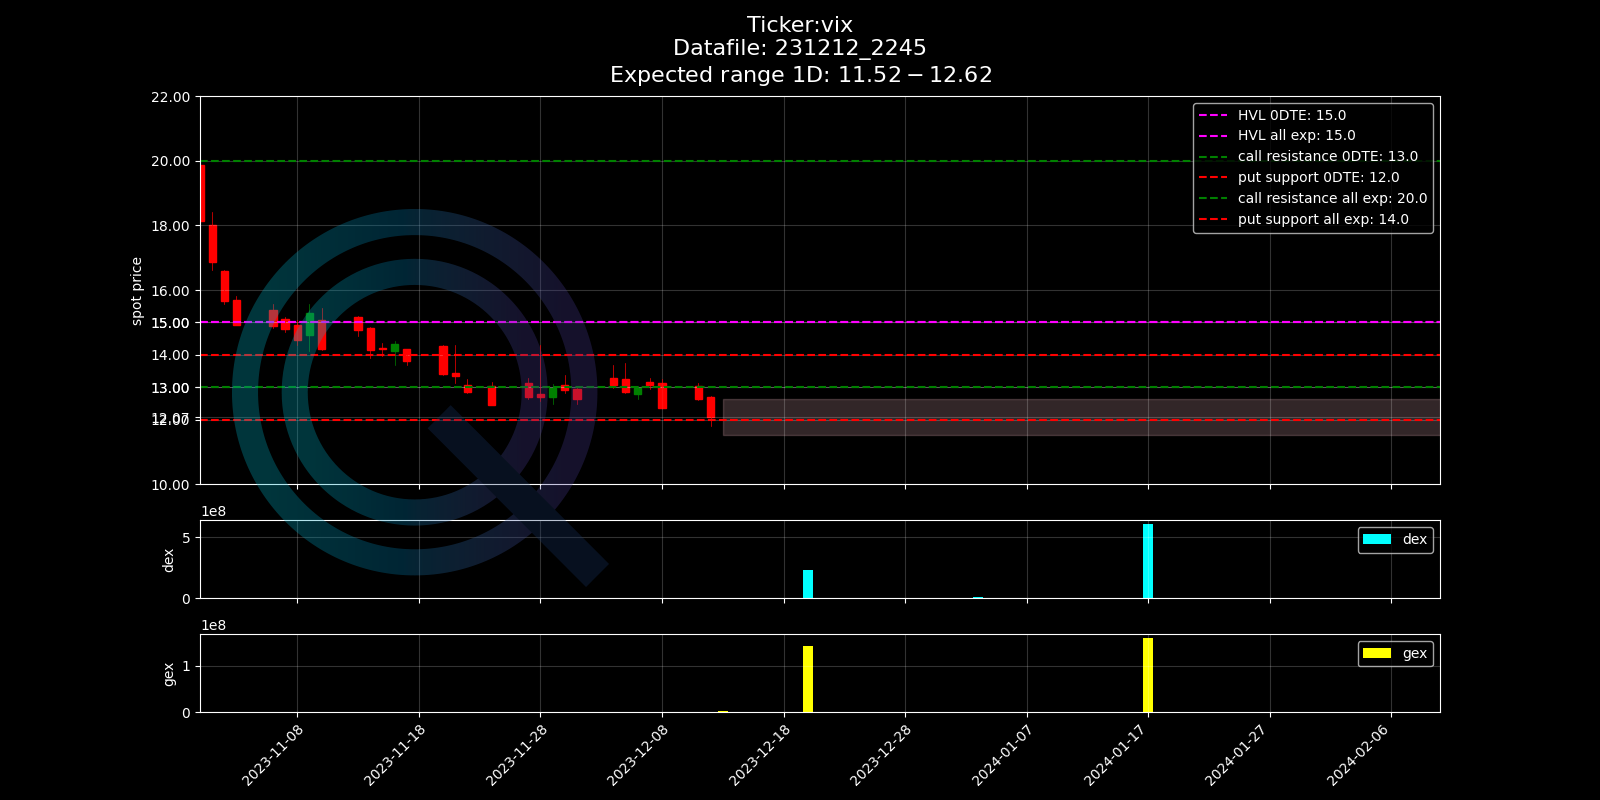 Ticker:vix
Datafile: 231212_2245
Expected range 1D: 11.52 − 12.62
22.00
20.00
18.00
16.00
15.00
14.00
13.00
12.07
12.00
10.00
spot price
HVL 0DTE: 15.0
HVL all exp: 15.0
call resistance 0DTE: 13.0
put support 0DTE: 12.0
call resistance all exp: 20.0
put support all exp: 14.0
1e8
5
0
dex
dex
1e8
1
0
gex
gex
2023-11-08
2023-11-18
2023-11-28
2023-12-08
2023-12-18
2023-12-28
2024-01-07
2024-01-17
2024-01-27
2024-02-06